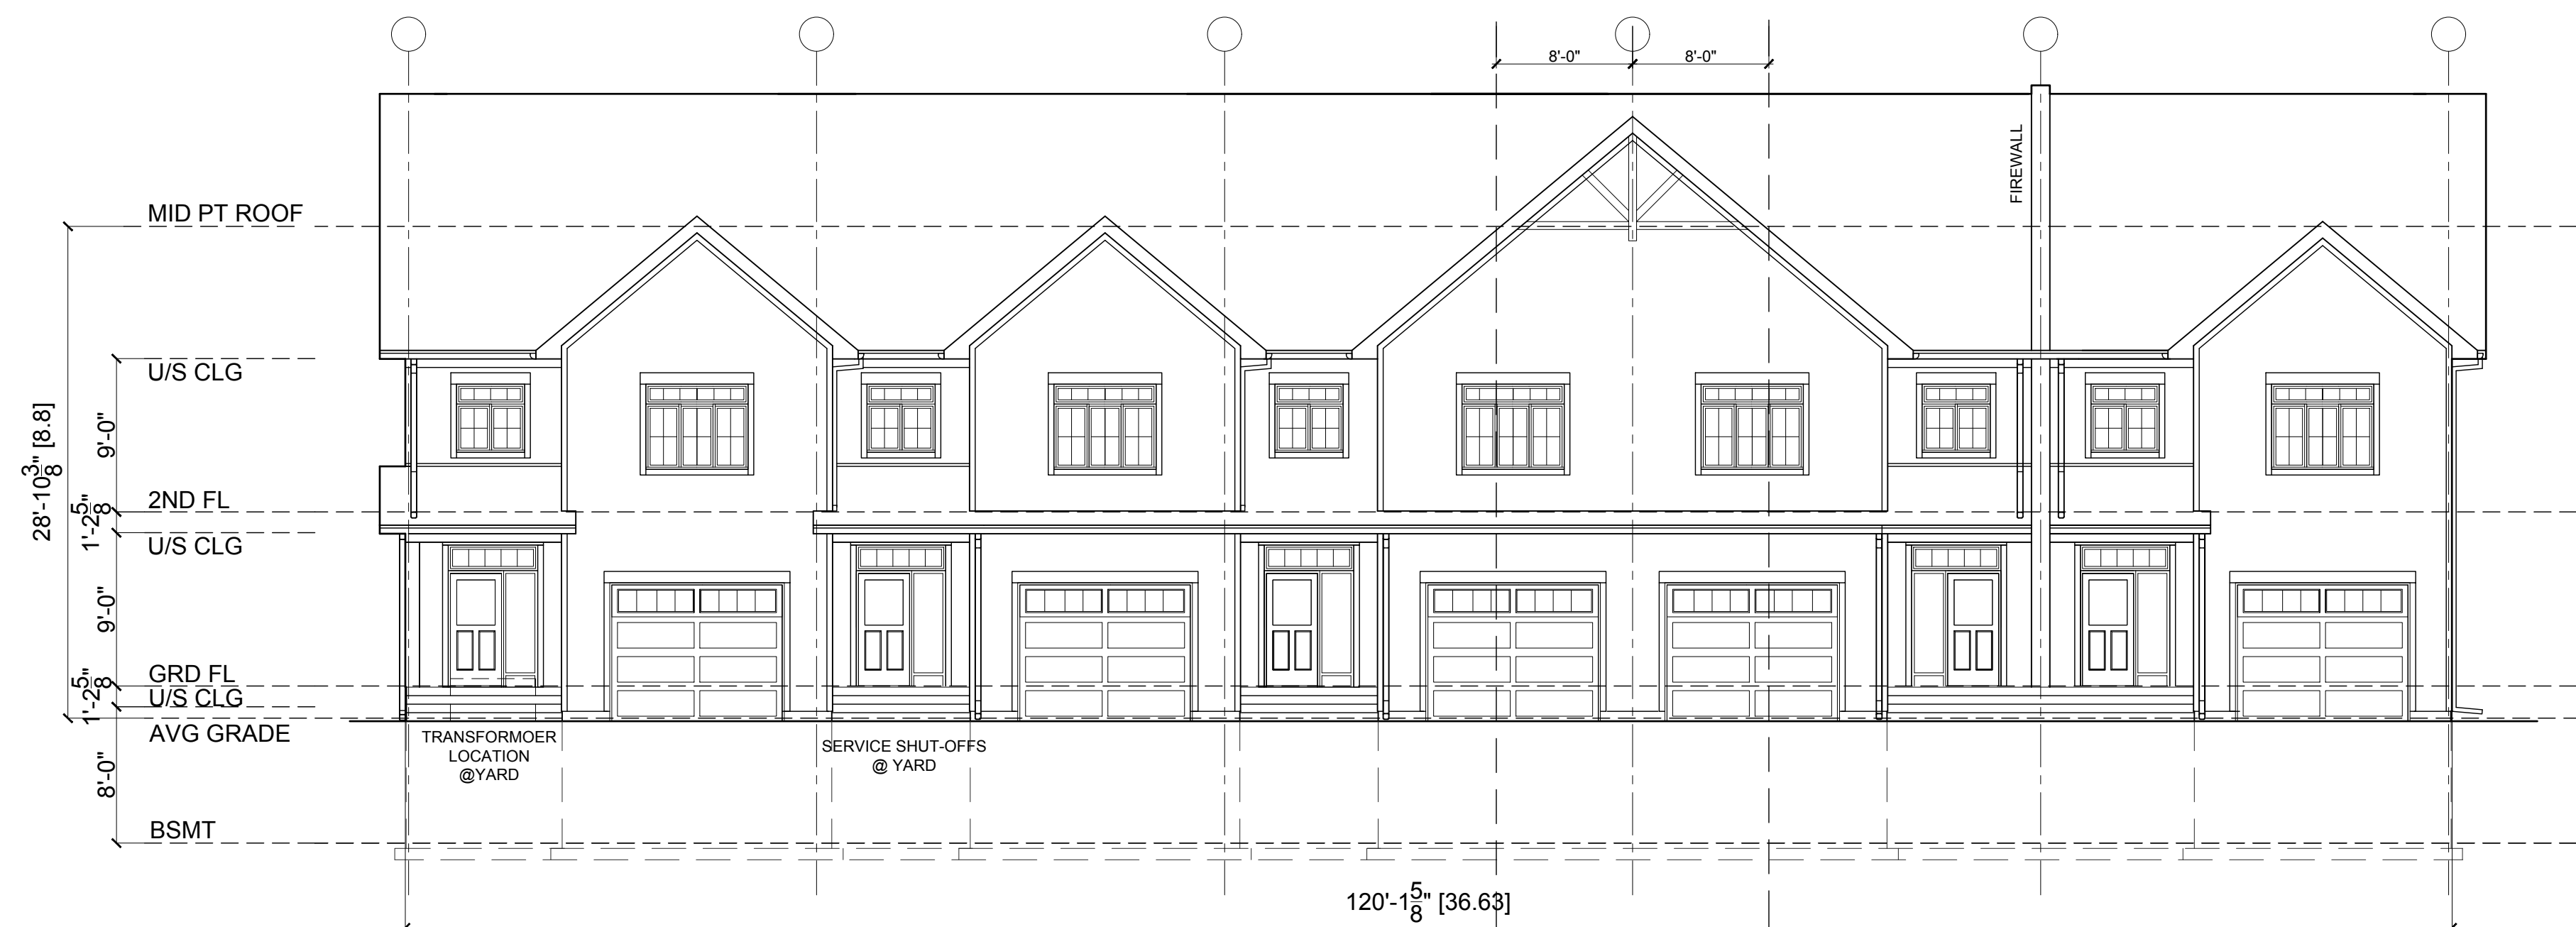 8'-0"
8'-0"
FIREWALL
MID PT ROOF
U/S CLG
9'-0"
28'-10 3/8" [8.8]
2ND FL
1'-2 5/8"
U/S CLG
9'-0"
GRD FL
1'-2 5/8"
U/S CLG
AVG GRADE
TRANSFORMOER
LOCATION
@YARD
SERVICE SHUT-OFFS
@ YARD
8'-0"
BSMT
120'-1 5/8" [36.63]